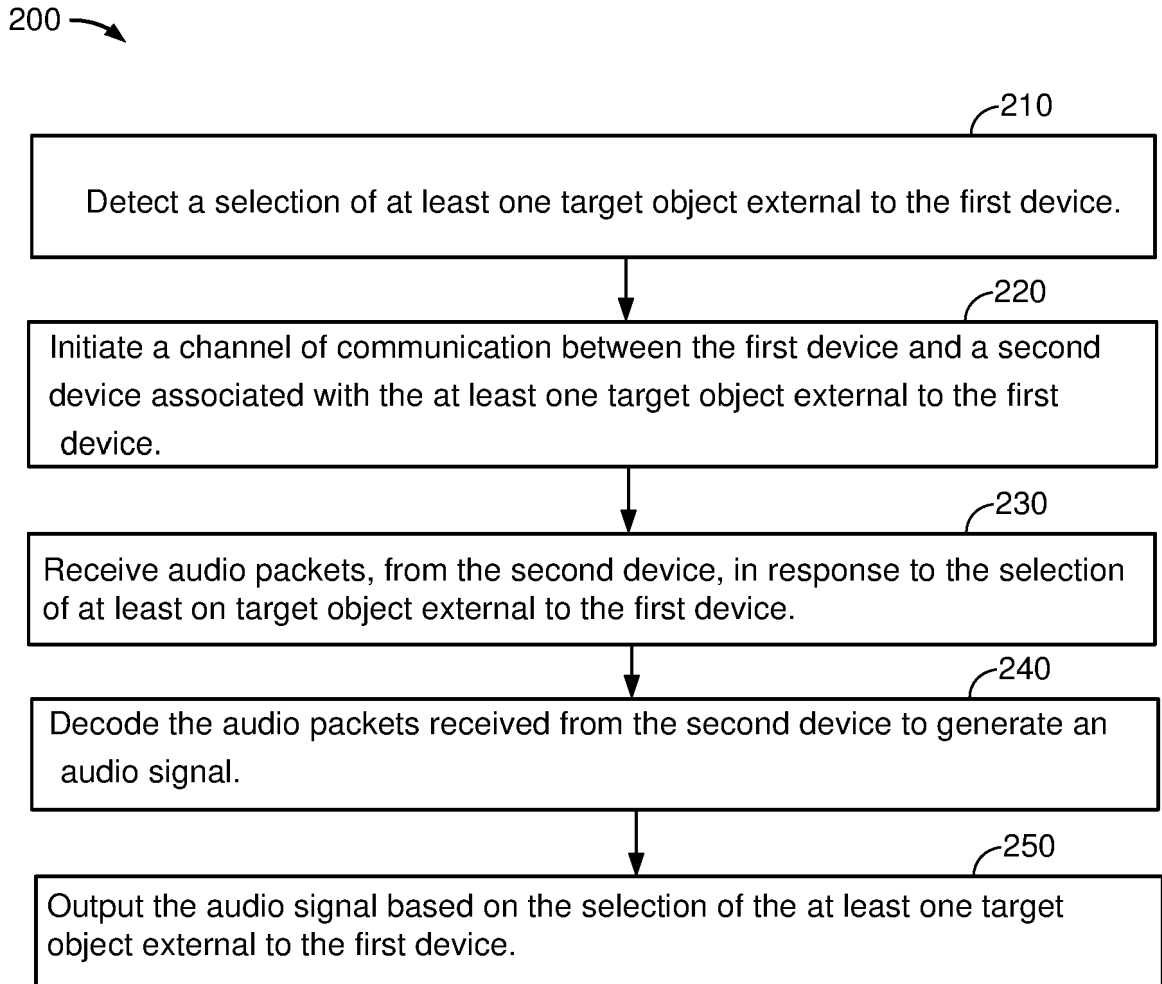 200
210
Detect a selection of at least one target object external to the first device.
220
Initiate a channel of communication between the first device and a second
device associated with the at least one target object external to the first
device.
230
Receive audio packets, from the second device, in response to the selection
of at least on target object external to the first device.
240
Decode the audio packets received from the second device to generate an
audio signal.
250
Output the audio signal based on the selection of the at least one target
object external to the first device.